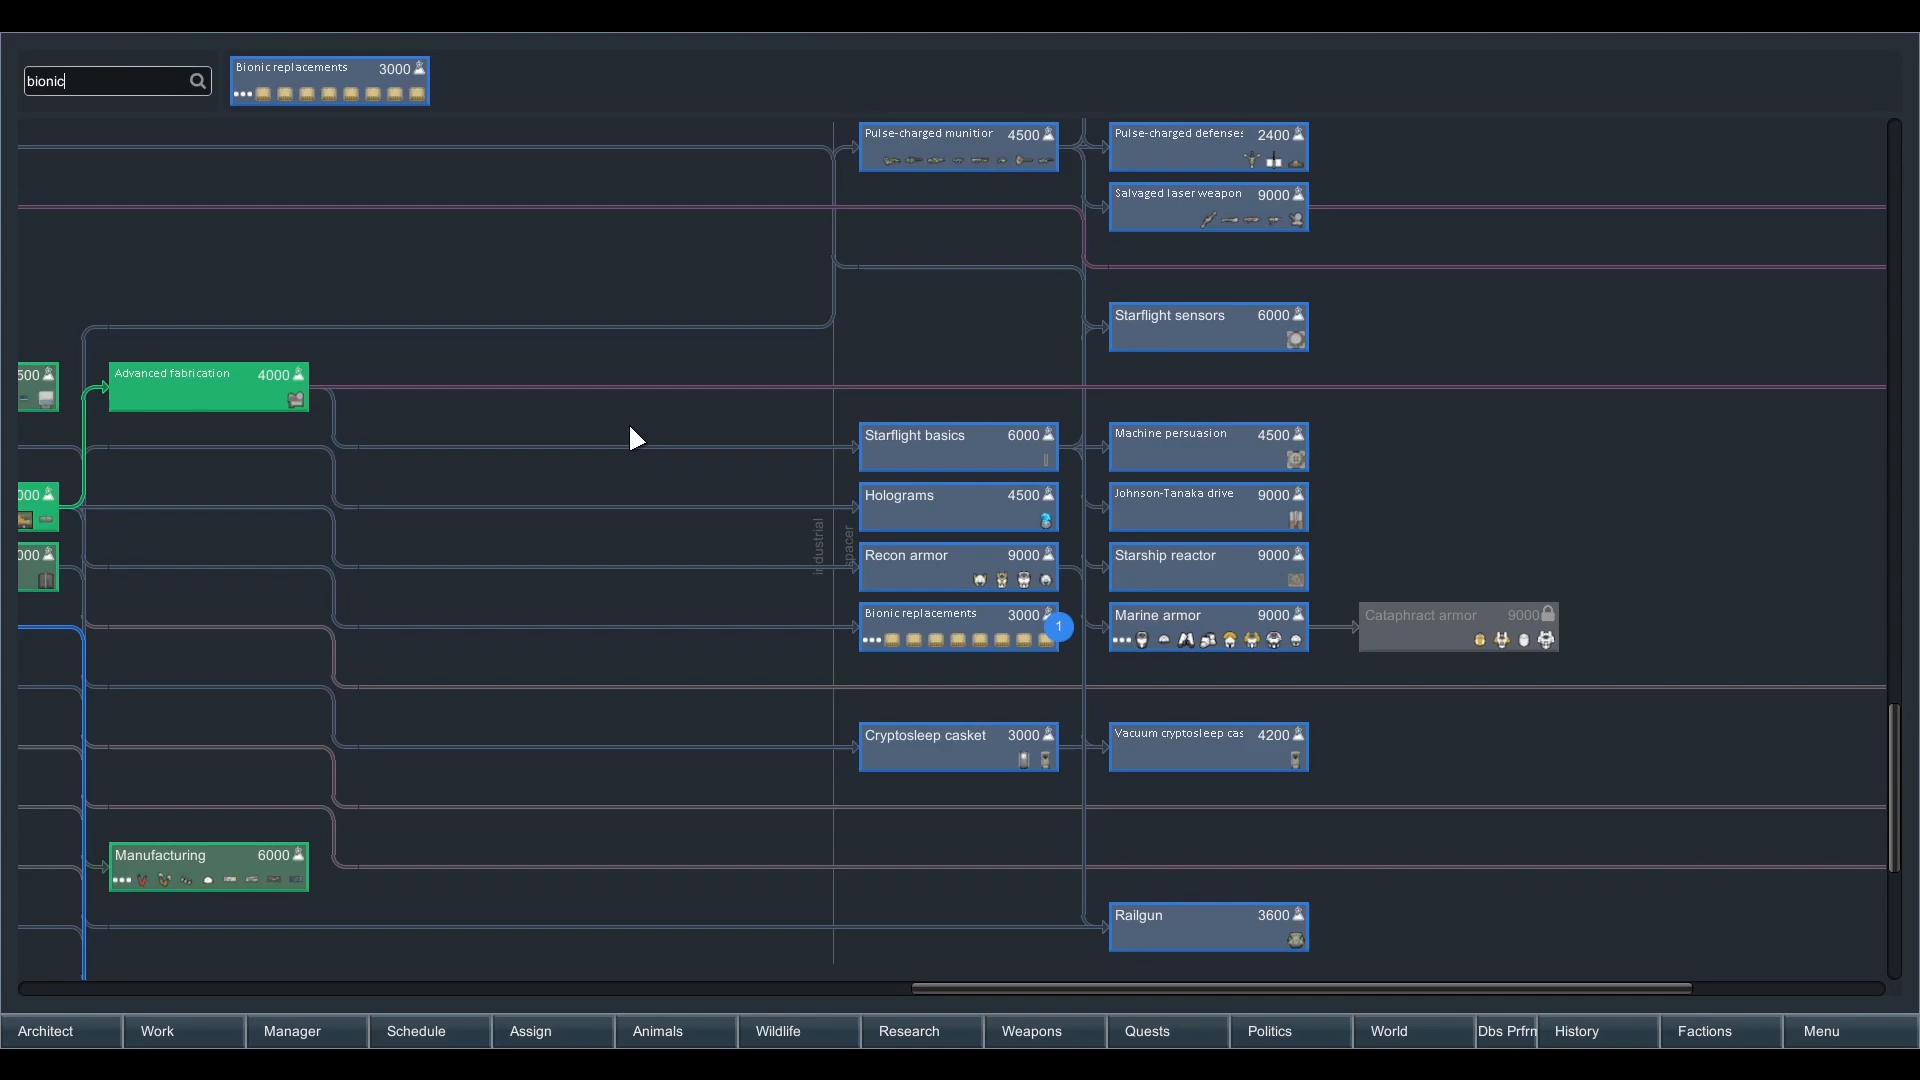 bionic
Bionic replacements 3000
Pulse-charged munitior 4500
Pulse-charged defense: 2400
Salvaged laser weapon 9000
Starflight sensors 6000
500
Advanced fabrication 4000
Starflight basics 6000
Machine persuasion 4500
000
Holograms 4500
Johnson-Tanaka drive 9000
industrial
spacer
000
Recon armor 9000
Starship reactor 9000
Bionic replacements 3000
1
Marine armor 9000
Cataphract armor 9000
Cryptosleep casket 3000
Vacuum cryptosleep cas 4200
Manufacturing 6000
Railgun 3600
Architect Work Manager Schedule Assign Animals Wildlife Research Weapons Quests Politics World Dbs Prfrm History Factions Menu